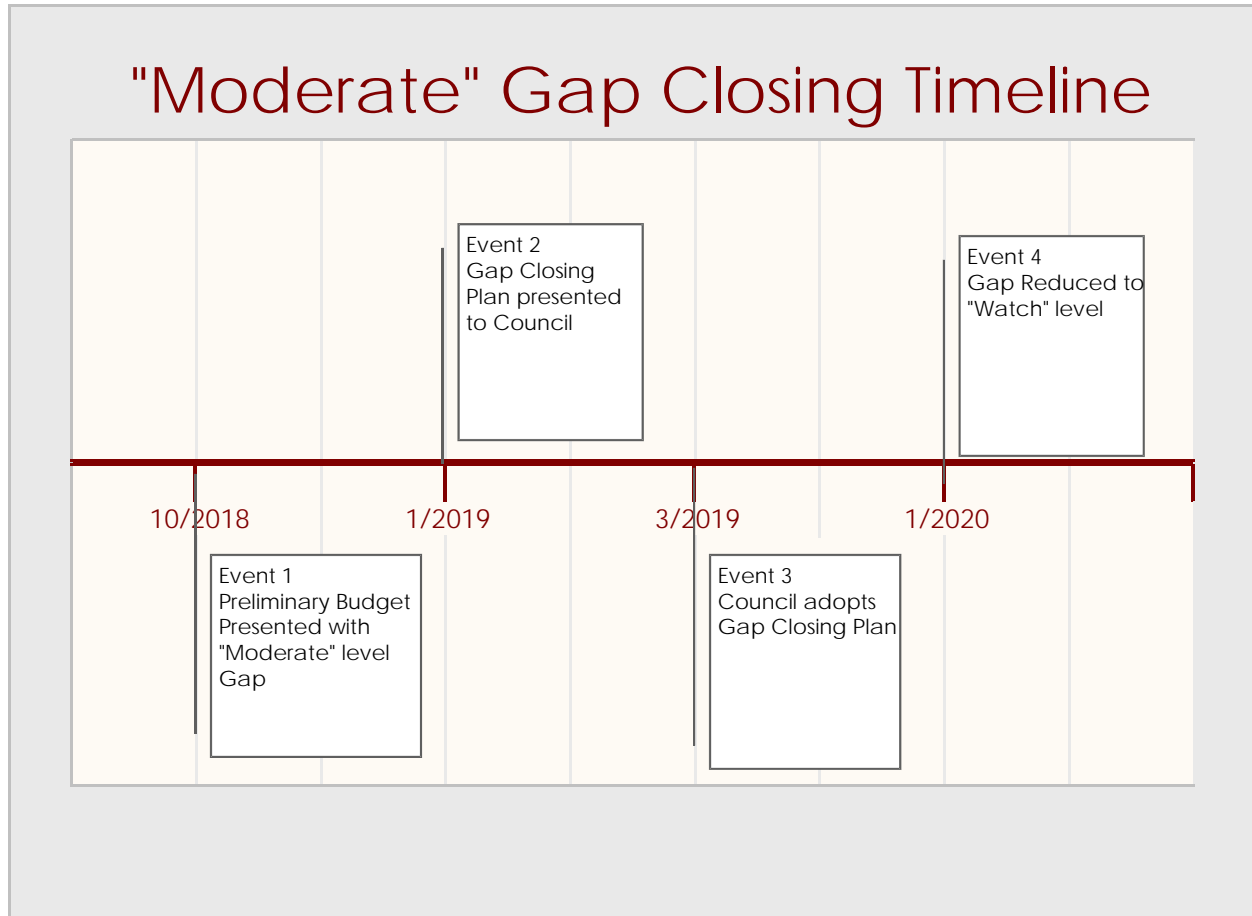 "Moderate" Gap Closing Timeline
Event 2
Gap Closing
Plan presented
to Council
Event 4
Gap Reduced to
"Watch" level
10/2018
1/2019
3/2019
1/2020
Event 1
Preliminary Budget
Presented with
"Moderate" level
Gap
Event 3
Council adopts
Gap Closing Plan